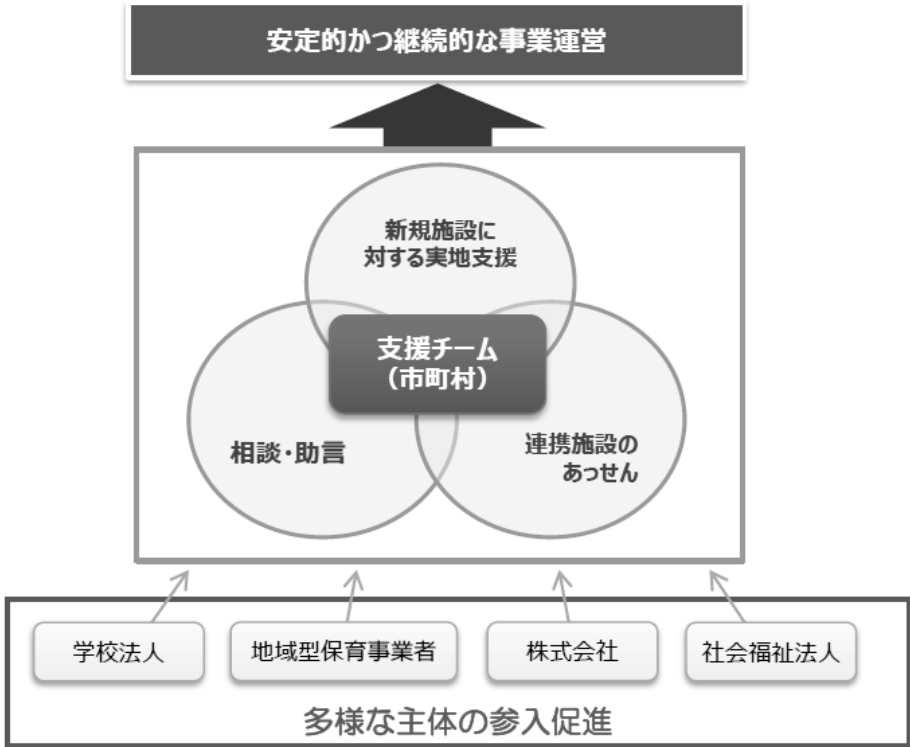 安定的かつ継続的な事業運営
新規施設に
対する実地支援
支援チーム
（市町村）
相談・助言
連携施設の
あっせん
学校法人
地域型保育事業者
株式会社
社会福祉法人
多様な主体の参入促進